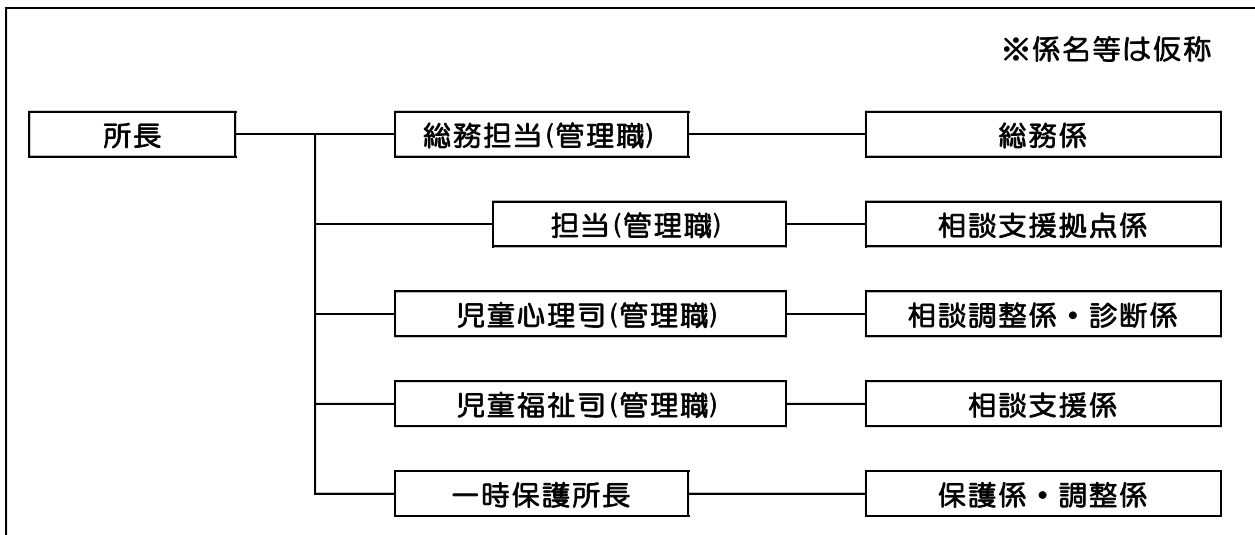 ※係名等は仮称
所長 総務担当(管理職) 総務係
担当(管理職) 相談支援拠点係
児童心理司(管理職) 相談調整係・診断係
児童福祉司(管理職) 相談支援係
一時保護所長 保護係・調整係